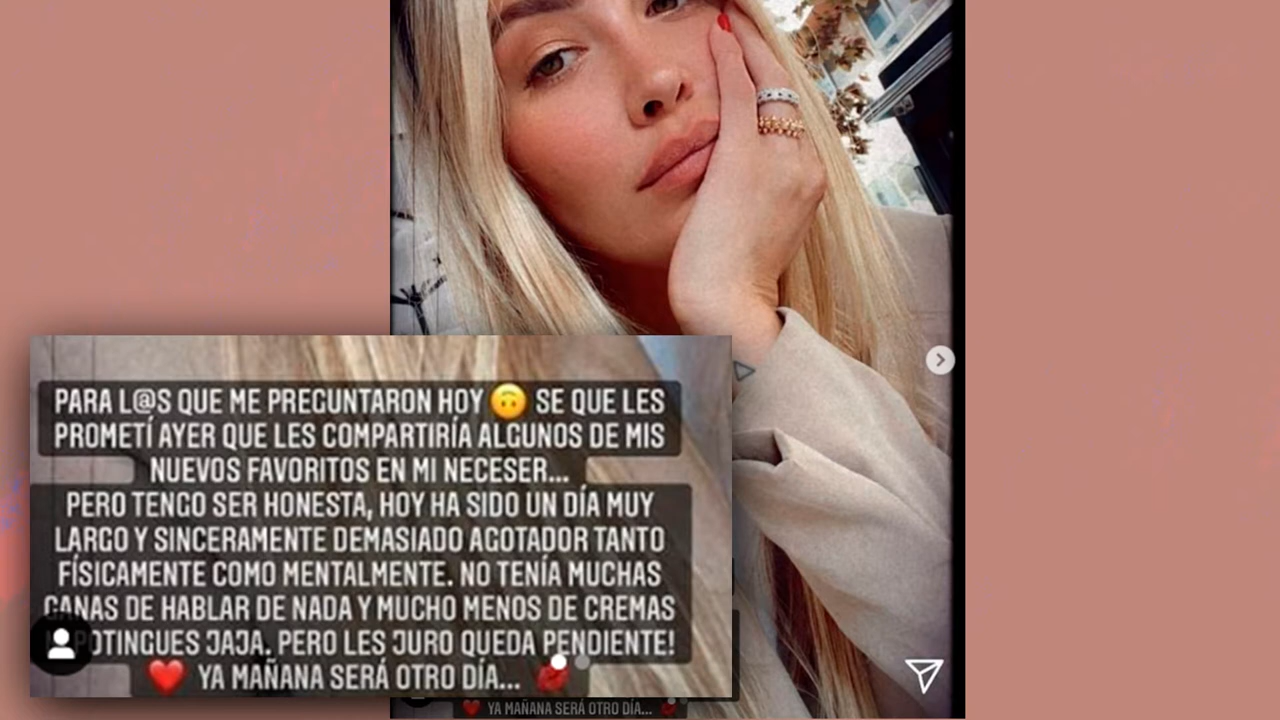 PARA L@S QUE ME PREGUNTARON HOY 🙃 SE QUE LES
PROMETÍ AYER QUE LES COMPARTIRÍA ALGUNOS DE MIS
NUEVOS FAVORITOS EN MI NECESER...
PERO TENGO SER HONESTA, HOY HA SIDO UN DÍA MUY
LARGO Y SINCERAMENTE DEMASIADO AGOTADOR TANTO
FÍSICAMENTE COMO MENTALMENTE. NO TENÍA MUCHAS
GANAS DE HABLAR DE NADA Y MUCHO MENOS DE CREMAS
POTINGUES JAJA. PERO LES JURO QUEDA PENDIENTE!
❤️ YA MAÑANA SERÁ OTRO DÍA...
❤️ YA MAÑANA SERÁ OTRO DÍA...